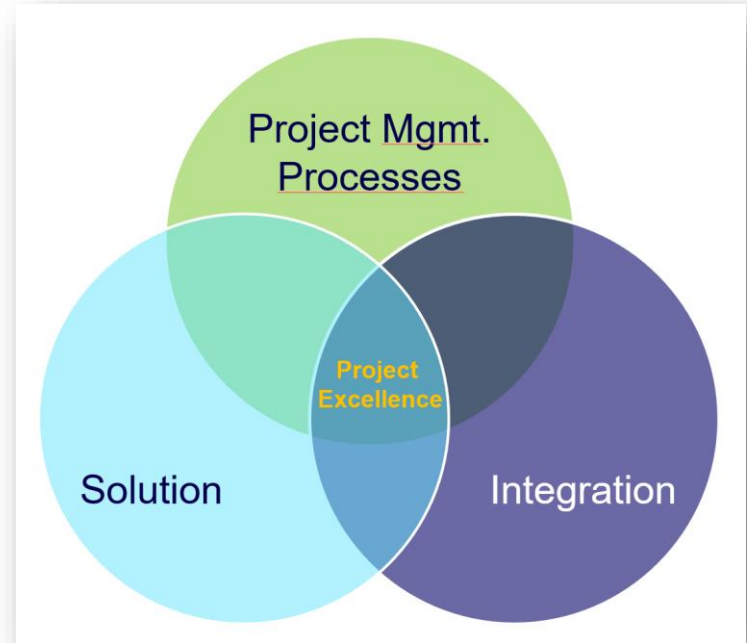 Project Mgmt.
Processes
Project
Excellence
Solution
Integration